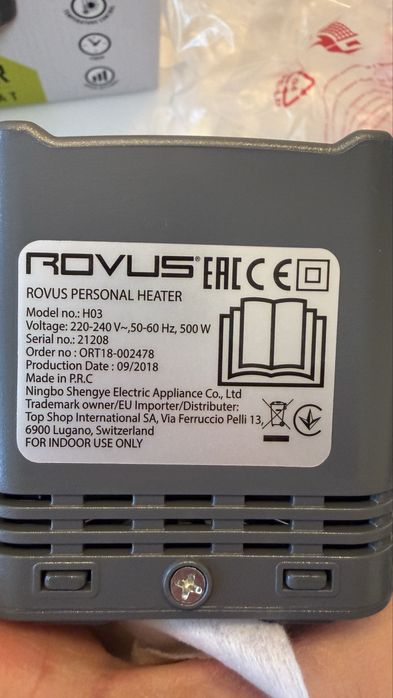 R
A T
ROVUS® EAC CE
ROVUS PERSONAL HEATER
Model no.: H03
Voltage: 220-240 V~,50-60 Hz, 500 W
Serial no.: 21208
Order no : ORT18-002478
Production Date : 09/2018
Made in P.R.C
Ningbo Shengye Electric Appliance Co., Ltd
Trademark owner/EU Importer/Distributer:
Top Shop International SA, Via Ferruccio Pelli 13,
6900 Lugano, Switzerland
FOR INDOOR USE ONLY